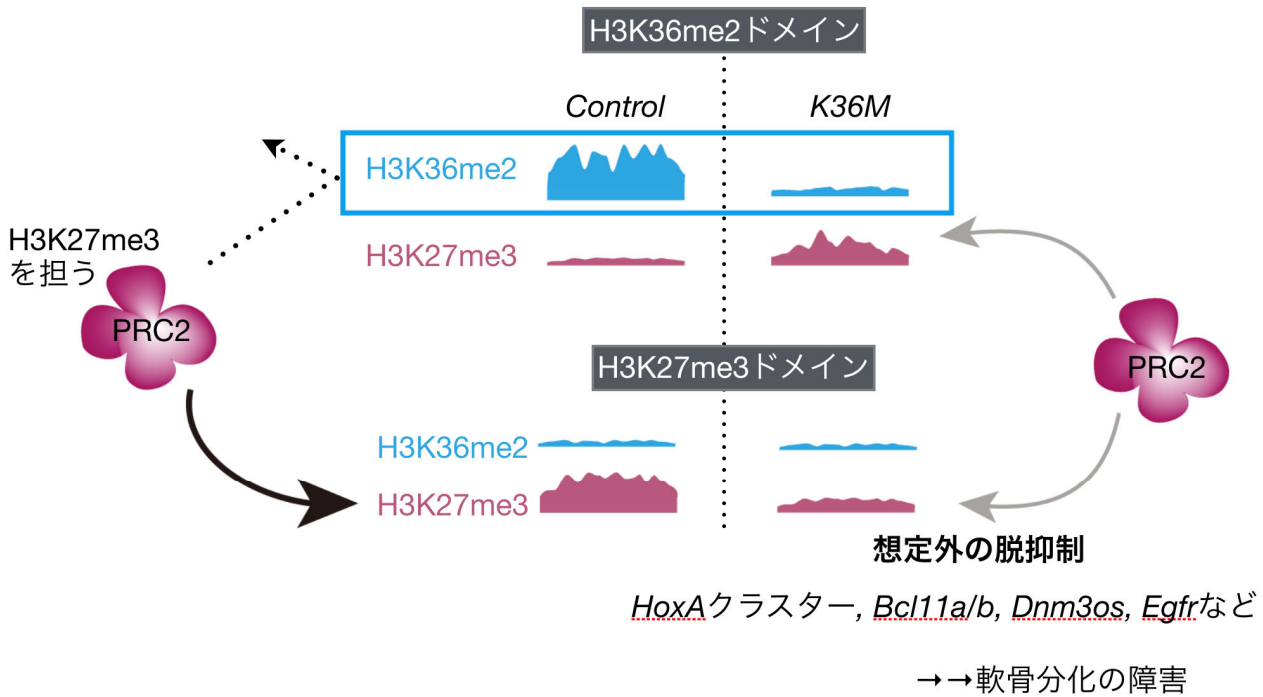 H3K36me2ドメイン
Control
K36M
H3K36me2
H3K27me3
H3K27me3
を担う
PRC2
PRC2
H3K27me3ドメイン
H3K36me2
H3K27me3
想定外の脱抑制
HoxAクラスター, Bcl11a/b, Dnm3os, Egfrなど
→→軟骨分化の障害